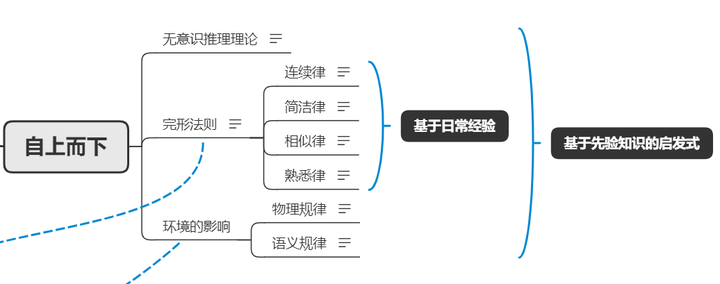 自上而下
无意识推理理论
完形法则
连续律
简洁律
相似律
熟悉律
基于日常经验
环境的影响
物理规律
语义规律
基于先验知识的启发式